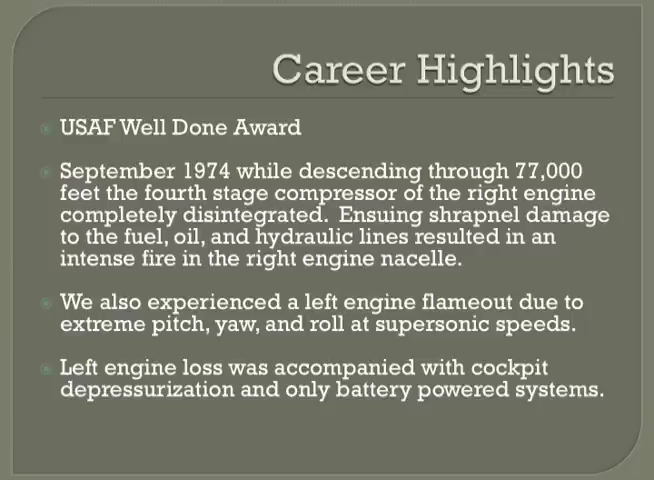 Career Highlights
USAF Well Done Award
September 1974 while descending through 77,000
feet the fourth stage compressor of the right engine
completely disintegrated.  Ensuing shrapnel damage
to the fuel, oil, and hydraulic lines resulted in an
intense fire in the right engine nacelle.
We also experienced a left engine flameout due to
extreme pitch, yaw, and roll at supersonic speeds.
Left engine loss was accompanied with cockpit
depressurization and only battery powered systems.